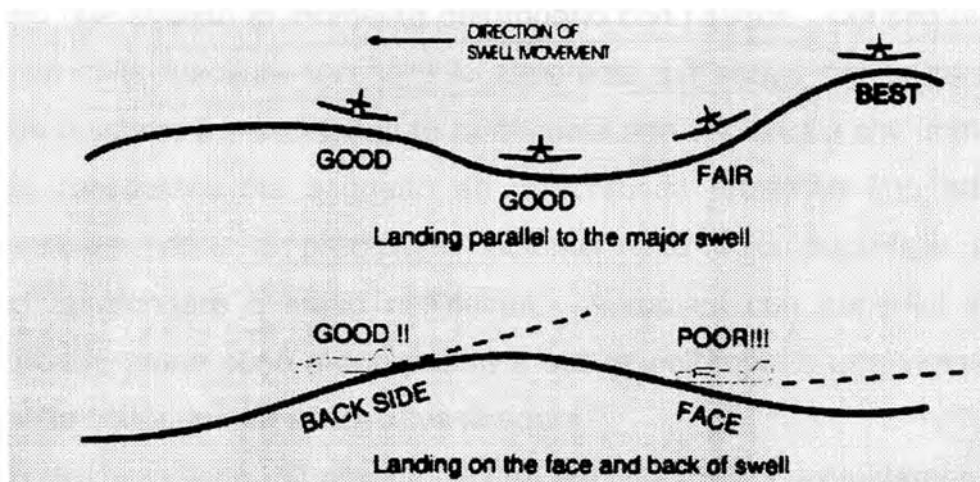 DIRECTION OF
SWELL MOVEMENT
BEST
GOOD
FAIR
GOOD
Landing parallel to the major swell
GOOD !!
POOR!!!
BACK SIDE
FACE
Landing on the face and back of swell